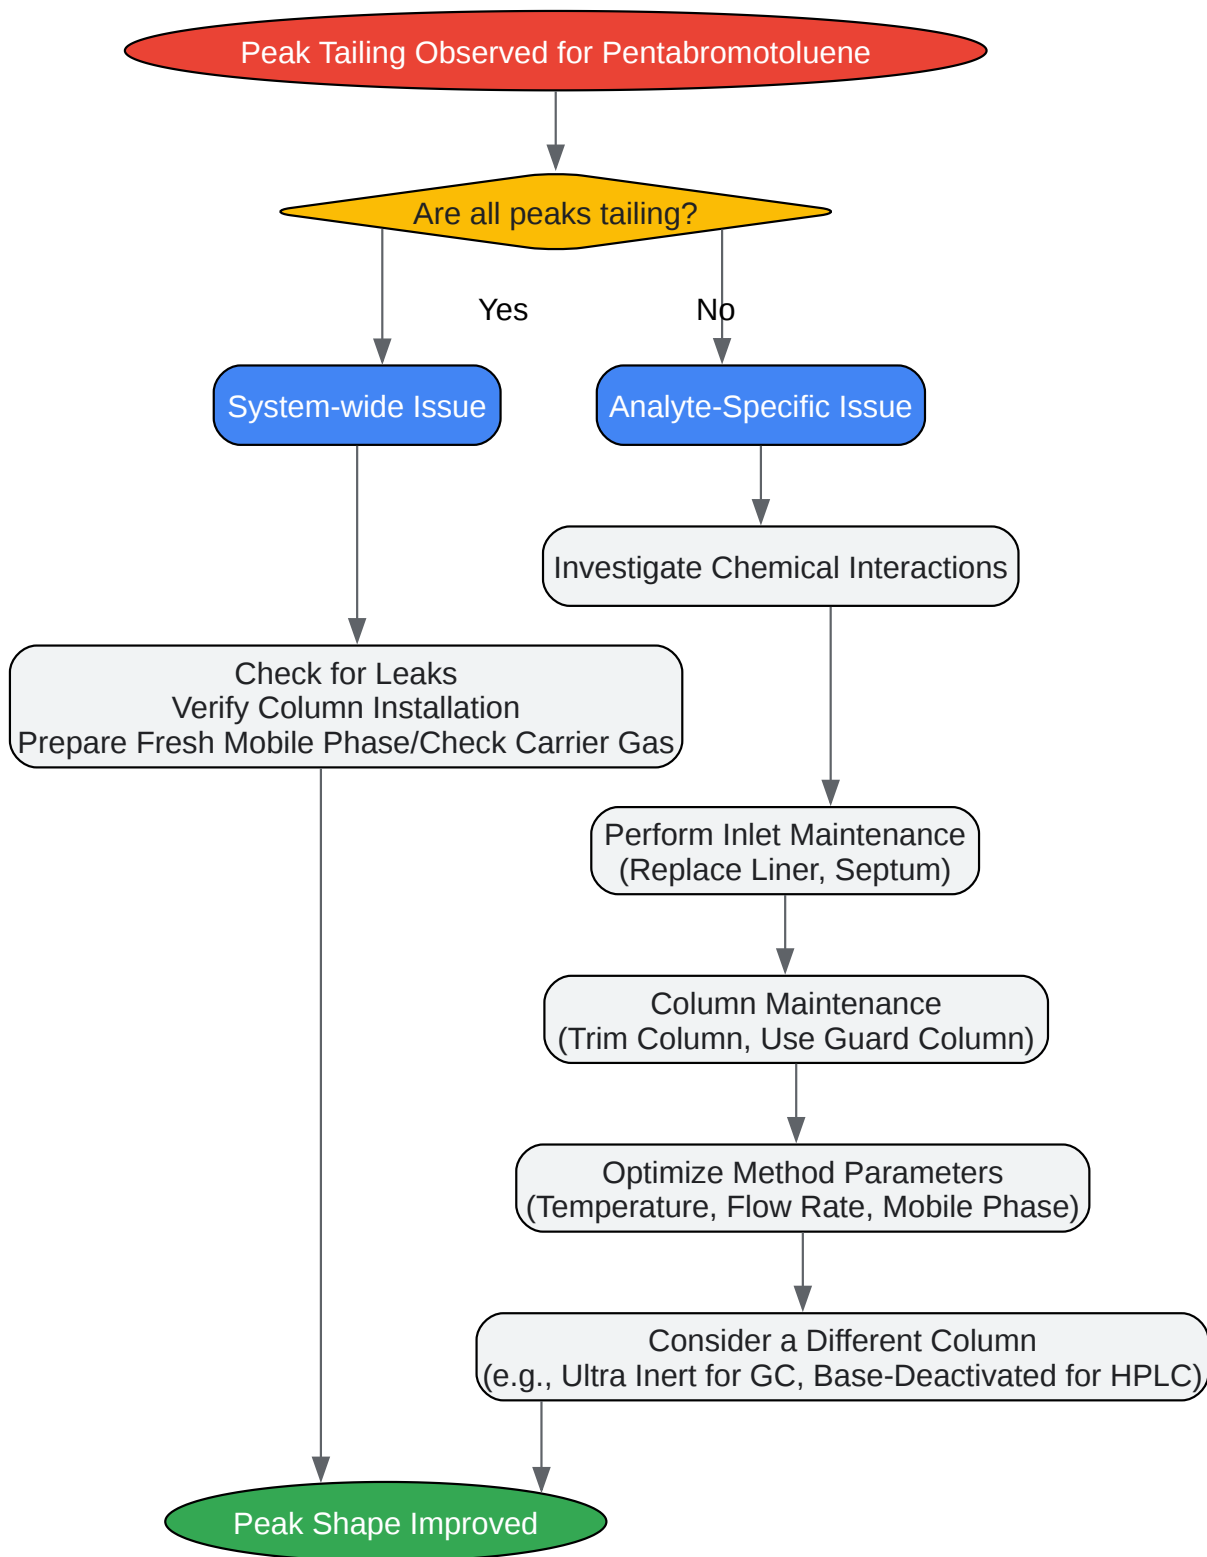 Peak Tailing Observed for Pentabromotoluene
Are all peaks tailing?
Yes
No
System-wide Issue
Analyte-Specific Issue
Investigate Chemical Interactions
Check for Leaks
Verify Column Installation
Prepare Fresh Mobile Phase/Check Carrier Gas
Perform Inlet Maintenance
(Replace Liner, Septum)
Column Maintenance
(Trim Column, Use Guard Column)
Optimize Method Parameters
(Temperature, Flow Rate, Mobile Phase)
Consider a Different Column
(e.g., Ultra Inert for GC, Base-Deactivated for HPLC)
Peak Shape Improved